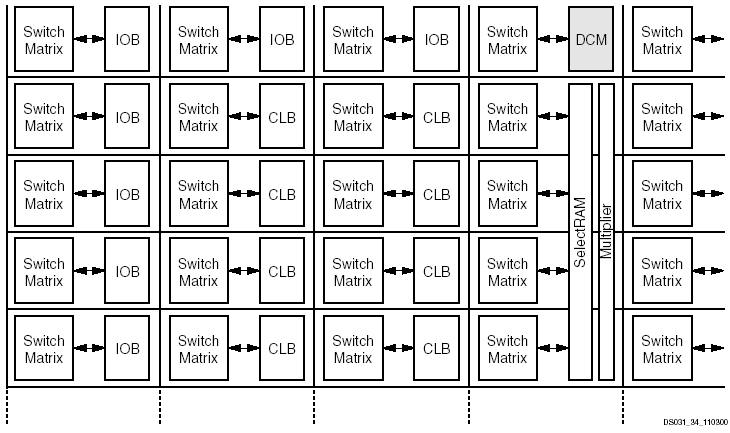 Switch Matrix IOB Switch Matrix IOB Switch Matrix IOB Switch Matrix DCM Switch Matrix
Switch Matrix IOB Switch Matrix CLB Switch Matrix CLB Switch Matrix Switch Matrix
Switch Matrix IOB Switch Matrix CLB Switch Matrix CLB Switch Matrix Switch Matrix
SelectRAM
Multiplier
Switch Matrix IOB Switch Matrix CLB Switch Matrix CLB Switch Matrix Switch Matrix
Switch Matrix IOB Switch Matrix CLB Switch Matrix CLB Switch Matrix Switch Matrix
DS031_34_110300